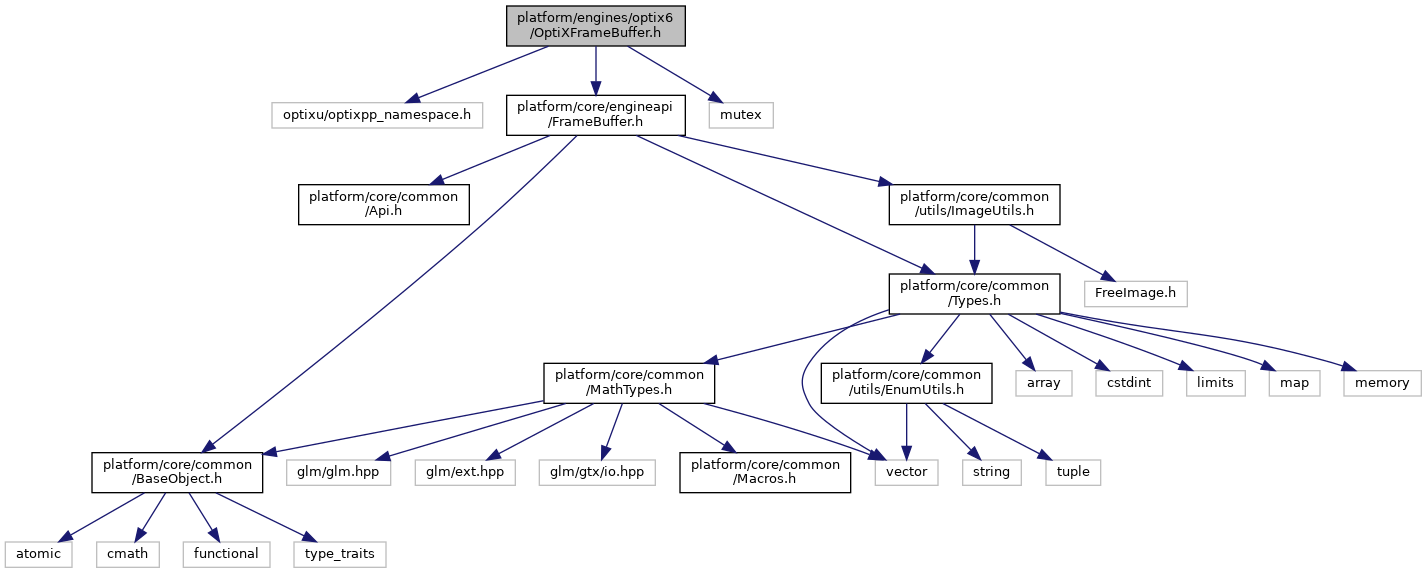 platform/engines/optix6
/OptiXFrameBuffer.h
optixu/optixpp_namespace.h
platform/core/engineapi
/FrameBuffer.h
mutex
platform/core/common
/Api.h
platform/core/common
/utils/ImageUtils.h
platform/core/common
/Types.h
FreeImage.h
platform/core/common
/MathTypes.h
platform/core/common
/utils/EnumUtils.h
array
cstdint
limits
map
memory
platform/core/common
/BaseObject.h
glm/glm.hpp
glm/ext.hpp
glm/gtx/io.hpp
platform/core/common
/Macros.h
vector
string
tuple
atomic
cmath
functional
type_traits